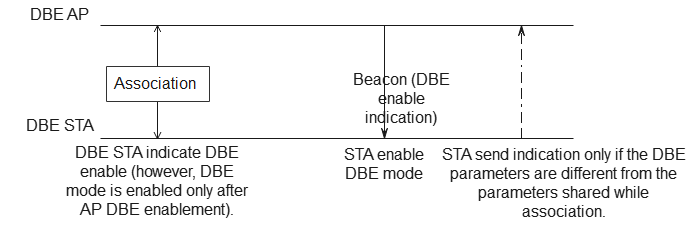 DBE AP
Association
Beacon (DBE
enable
indication)
DBE STA
DBE STA indicate DBE
enable (however, DBE
mode is enabled only after
AP DBE enablement).
STA enable
DBE mode
STA send indication only if the DBE
parameters are different from the
parameters shared while
association.